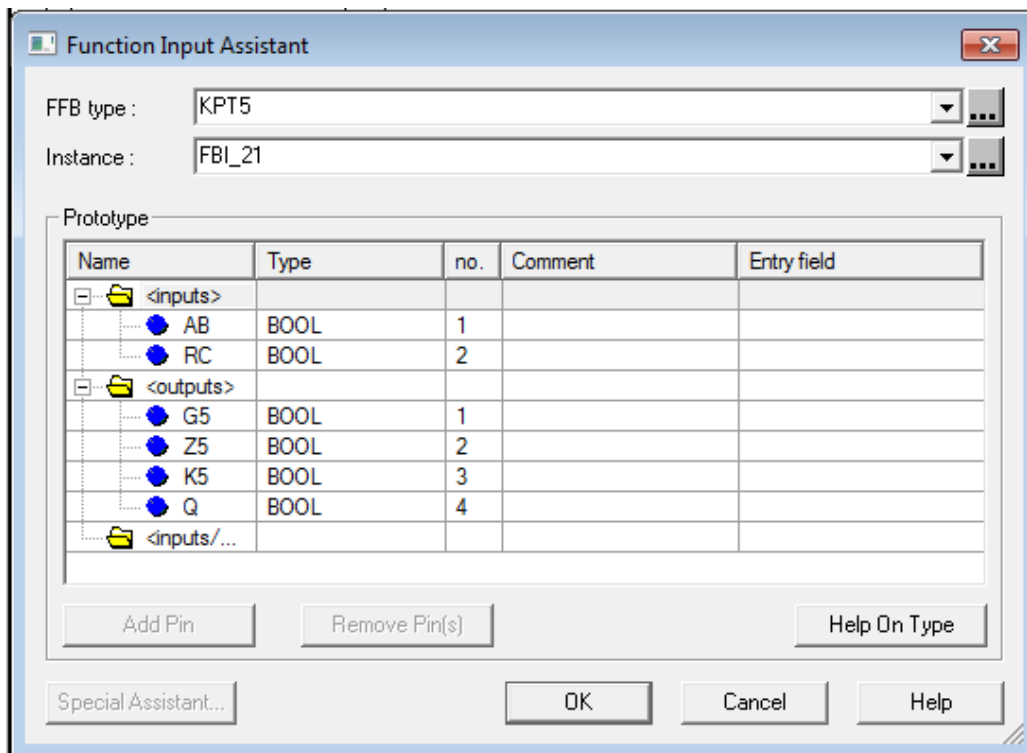 Function Input Assistant
FFB type : KPT5 ...
Instance : FBI_21 ...
Prototype
Name Type no. Comment Entry field
<inputs>
AB BOOL 1
RC BOOL 2
<outputs>
G5 BOOL 1
Z5 BOOL 2
K5 BOOL 3
Q BOOL 4
<inputs/...
Add Pin Remove Pin(s) Help On Type
Special Assistant... OK Cancel Help